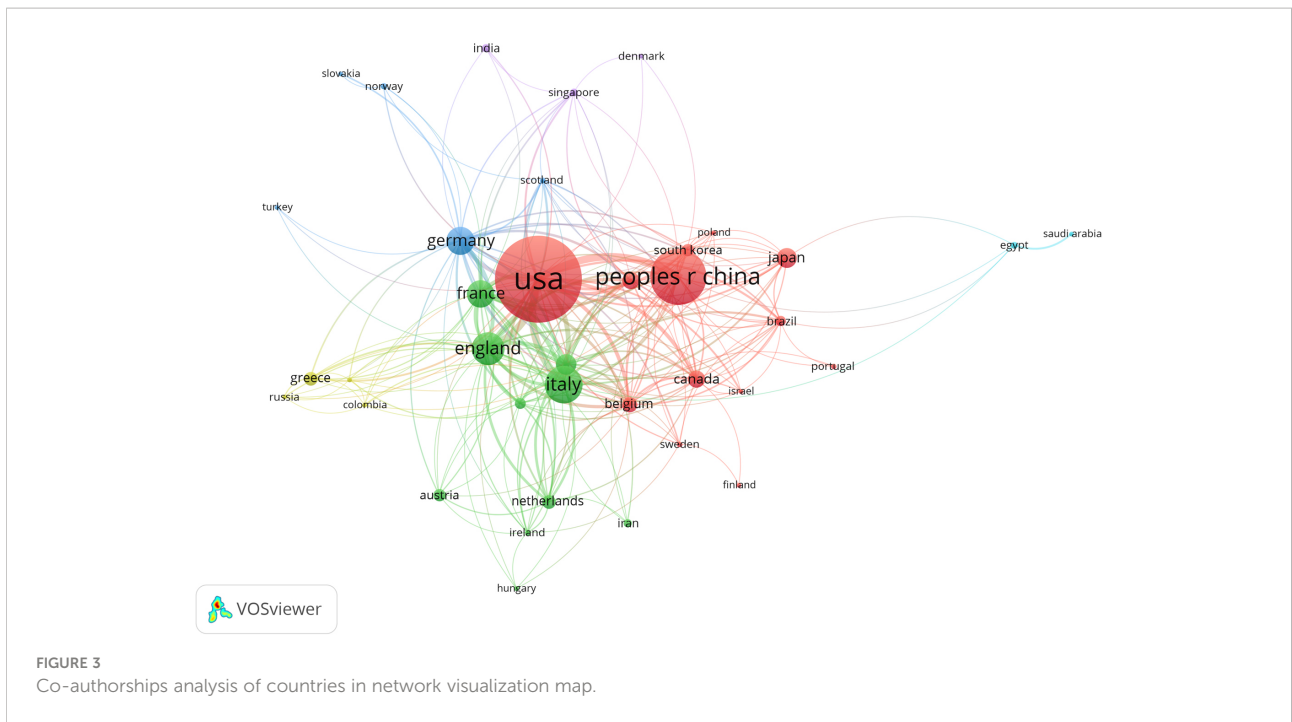 india
denmark
slovakia
norway
singapore
scotland
turkey
poland
germany
south korea
saudi arabia
egypt
japan
usa
peoples r china
france
brazil
england
portugal
greece
canada
italy
israel
russia
colombia
belgium
sweden
finland
austria
netherlands
iran
ireland
hungary
VOSviewer
FIGURE 3
Co-authorships analysis of countries in network visualization map.